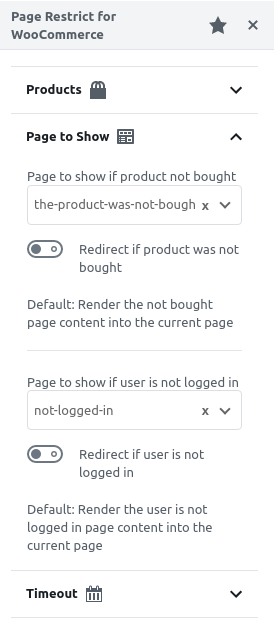 Page Restrict for
WooCommerce
Products
Page to Show
Page to show if product not bought
the-product-was-not-bough x
Redirect if product was not
bought
Default: Render the not bought
page content into the current page
Page to show if user is not logged in
not-logged-in x
Redirect if user is not
logged in
Default: Render the user is not
logged in page content into the
current page
Timeout